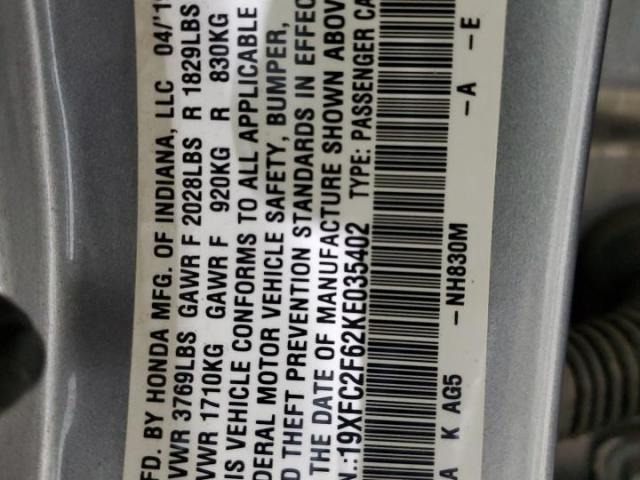 FD. BY HONDA MFG. OF INDIANA, LLC 04/'1
VWR 3769LBS GAWR F 2028LBS R 1829LBS
VWR 1710KG GAWR F 920KG R 830KG
IS VEHICLE CONFORMS TO ALL APPLICABLE
DERAL MOTOR VEHICLE SAFETY, BUMPER,
D THEFT PREVENTION STANDARDS IN EFFEC
THE DATE OF MANUFACTURE SHOWN ABOV
N.:19XFC2F62KE035402 TYPE: PASSENGER CA
NH830M -A -E
A K AG5